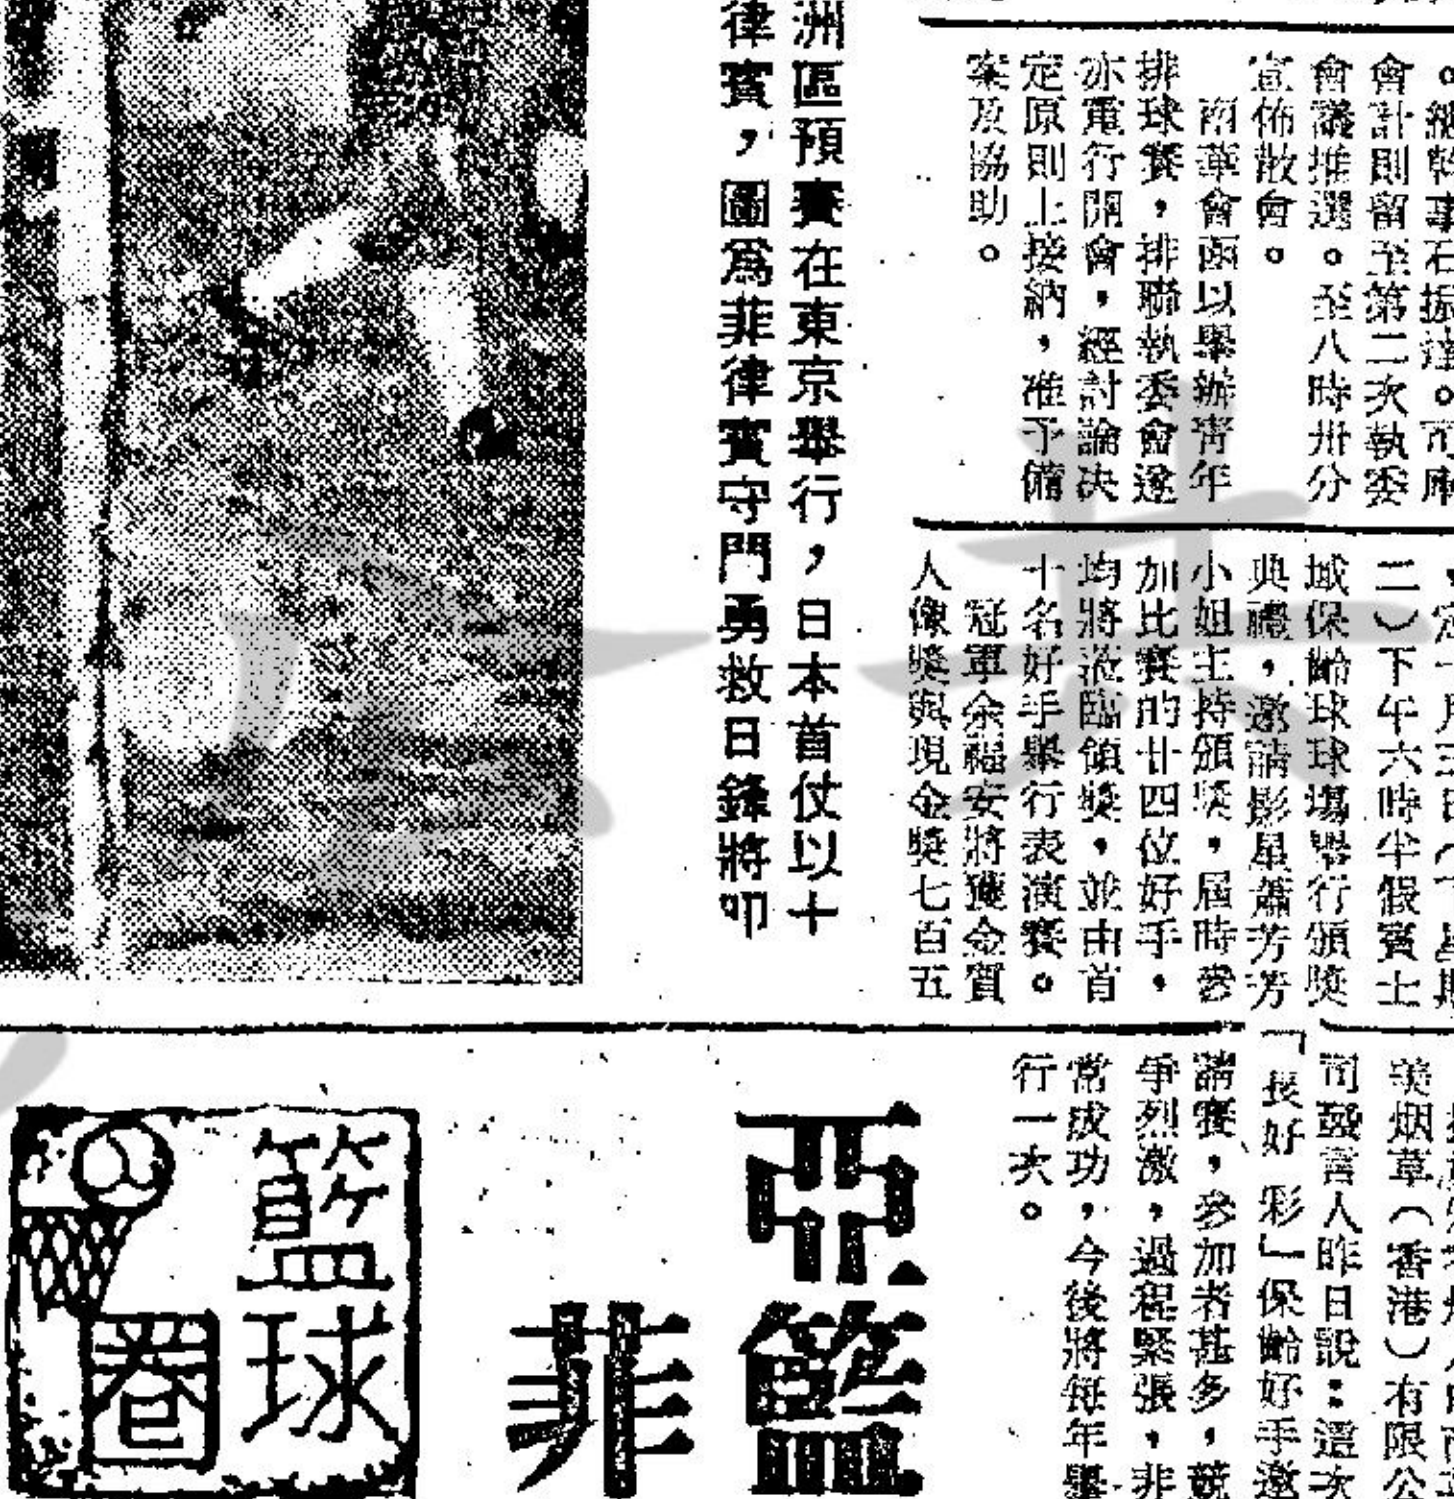 會計則留至第二次執委
會議推選。至八時卅分
宣佈散會。
南華會函以舉辦青年
排球賽，排聯執委會遂
亦電行開會，經討論決
定原則上接納，准予備
案及協助。
二）下午六時半假賓士
域保齡球球塲舉行頒獎
典禮，邀請影星蕭芳芳
小姐主持頒獎，屆時參
加比賽的廿四位好手，
均將蒞臨領獎，並由首
十名好手舉行表演賽。
冠軍余福安將獲金質
人像獎與現金獎七百五
洲區預賽在東京舉行，日本首仗以十
律賓，圖爲菲律賓守門勇救日鋒將叩
美烟草（香港）有限公
司發言人昨日說：這次
「長好彩」保齡好手邀
請賽，參加者甚多，競
爭烈激，過程緊張，非
常成功，今後將每年舉
行一次。
亞籃
菲
籃球
圈